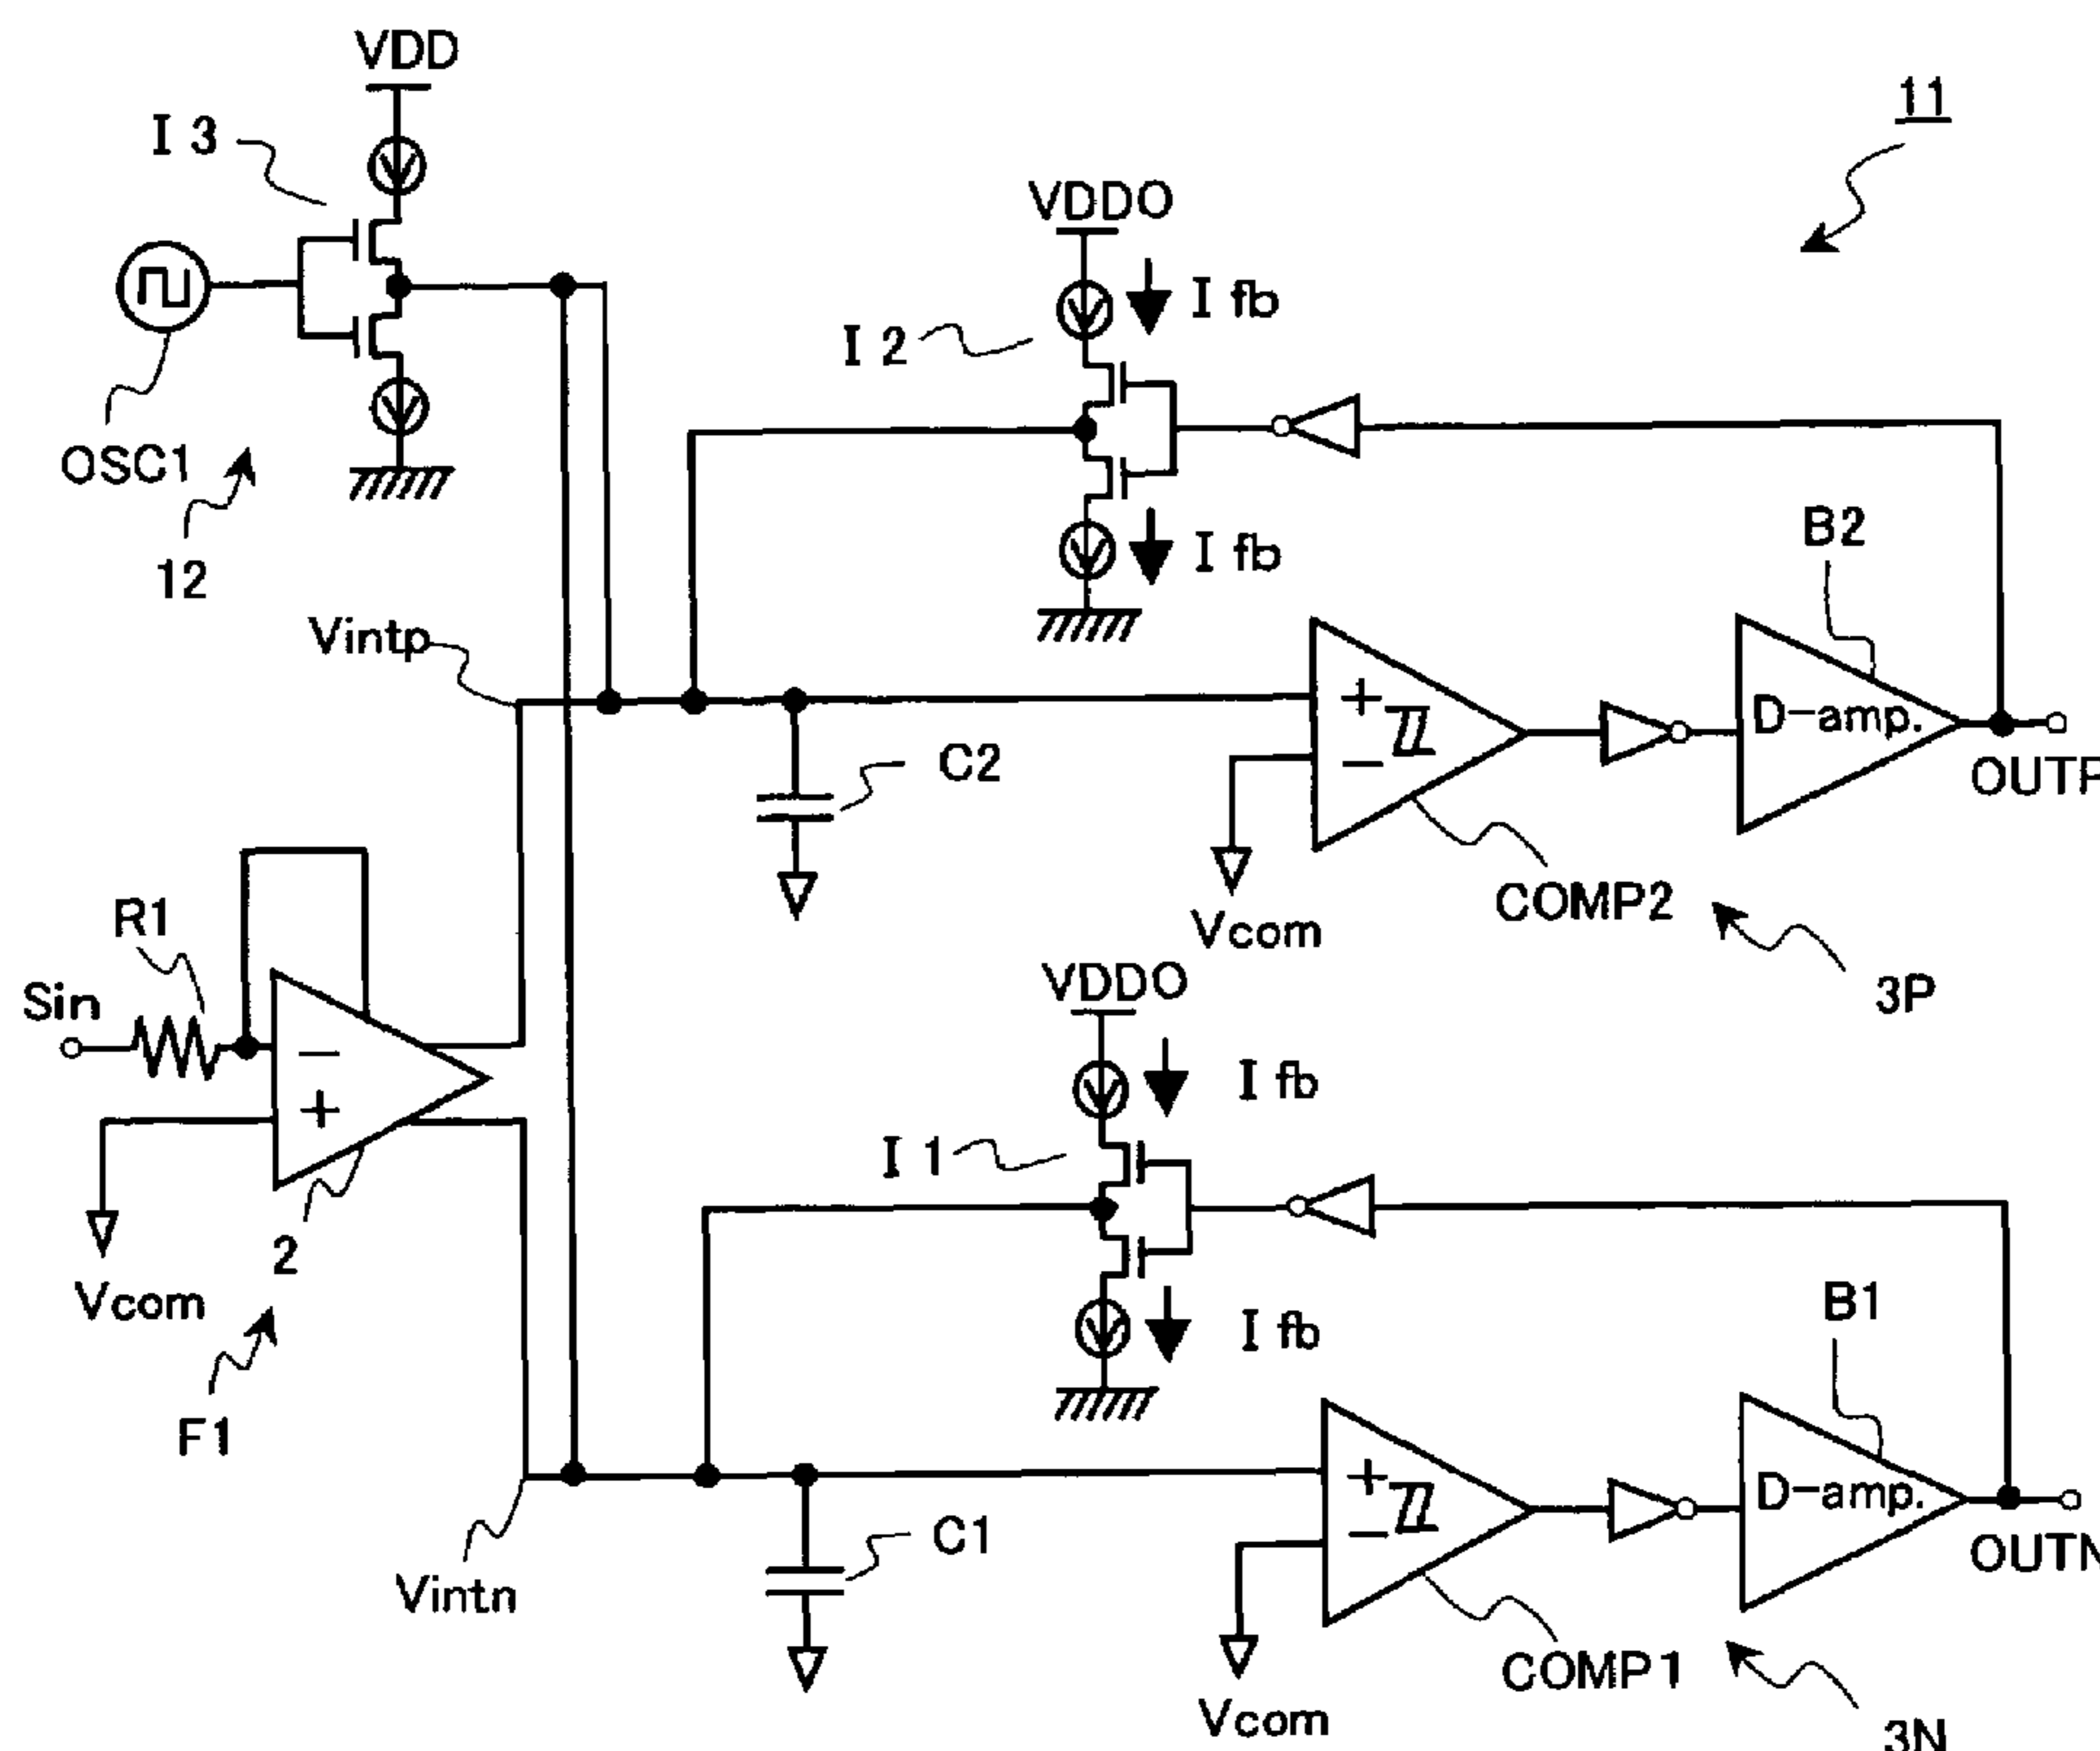 VDD
11
I 3
VDDO
I fb
I 2
OSC1
I fb
B2
12
Vintp
D-amp.
C2
OUTP
COMP2
R1
Vcom
VDDO
3P
Sin
I fb
I 1
2
Vcom
B1
I fb
F1
D-amp.
C1
OUTN
Vintn
COMP1
Vcom
3N